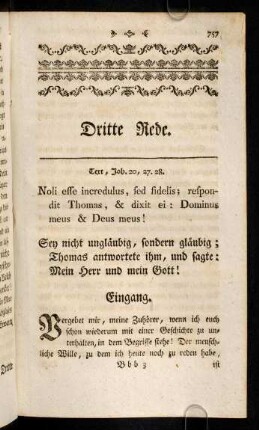 757
Dritte Rede.
Text, Joh. 20, 27. 28.
Noli esse incredulus, sed fidelis; respon-
dit Thomas, & dixit ei: Dominus
meus & Deus meus!
Sey nicht ungläubig, sondern gläubig;
Thomas antwortete ihm, und sagte:
Mein Herr und mein Gott!
Eingang.
Vergebet mir, meine Zuhörer, wenn ich euch
schon wiederum mit einer Geschichte zu un-
terhalten, in dem Begriffe stehe! Der mensch-
liche Wille, zu dem ich heute noch zu reden habe,
Bbb 3
ist